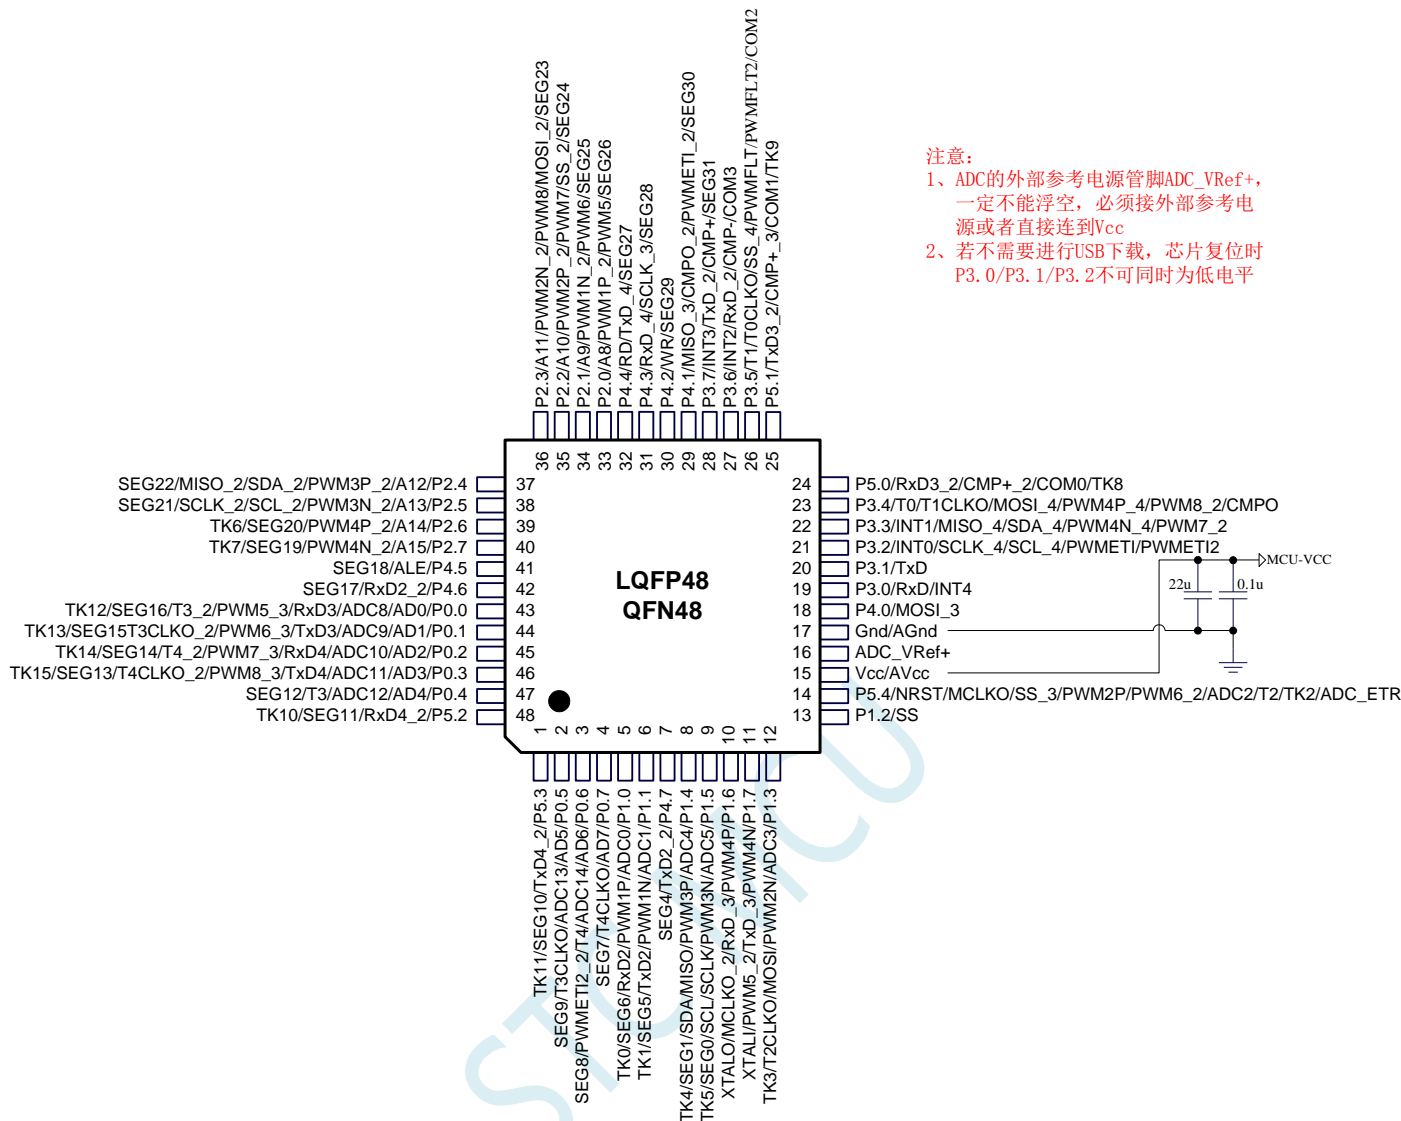 P2.3/A11/PWM2N_2/PWM8/MOSI_2/SEG23
P2.2/A10/PWM2P_2/PWM7/SS_2/SEG24
P2.1/A9/PWM1N_2/PWM6/SEG25
P2.0/A8/PWM1P_2/PWM5/SEG26
P4.4/RD/TxD_4/SEG27
P4.3/RxD_4/SCLK_3/SEG28
P4.2/WR/SEG29
P4.1/MISO_3/CMPO_2/PWMETI_2/SEG30
P3.7/INT3/TxD_2/CMP+/SEG31
P3.6/INT2/RxD_2/CMP-/COM3
P3.5/T1/T0CLKO/SS_4/PWMFLT/PWMFLT2/COM2
P5.1/TxD3_2/CMP+_3/COM1/TK9
注意:
1、ADC的外部参考电源管脚ADC_VRef+,
一定不能浮空, 必须接外部参考电
源或者直接连到Vcc
2、若不需要进行USB下载, 芯片复位时
P3.0/P3.1/P3.2不可同时为低电平
36 35 34 33 32 31 30 29 28 27 26 25
SEG22/MISO_2/SDA_2/PWM3P_2/A12/P2.4 37
SEG21/SCLK_2/SCL_2/PWM3N_2/A13/P2.5 38
TK6/SEG20/PWM4P_2/A14/P2.6 39
TK7/SEG19/PWM4N_2/A15/P2.7 40
SEG18/ALE/P4.5 41
SEG17/RxD2_2/P4.6 42
TK12/SEG16/T3_2/PWM5_3/RxD3/ADC8/AD0/P0.0 43
TK13/SEG15T3CLKO_2/PWM6_3/TxD3/ADC9/AD1/P0.1 44
TK14/SEG14/T4_2/PWM7_3/RxD4/ADC10/AD2/P0.2 45
TK15/SEG13/T4CLKO_2/PWM8_3/TxD4/ADC11/AD3/P0.3 46
SEG12/T3/ADC12/AD4/P0.4 47
TK10/SEG11/RxD4_2/P5.2 48
LQFP48
QFN48
24 P5.0/RxD3_2/CMP+_2/COM0/TK8
23 P3.4/T0/T1CLKO/MOSI_4/PWM4P_4/PWM8_2/CMPO
22 P3.3/INT1/MISO_4/SDA_4/PWM4N_4/PWM7_2
21 P3.2/INT0/SCLK_4/SCL_4/PWMETI/PWMETI2
20 P3.1/TxD
19 P3.0/RxD/INT4
18 P4.0/MOSI_3
17 Gnd/AGnd
16 ADC_VRef+
15 Vcc/AVcc
14 P5.4/NRST/MCLKO/SS_3/PWM2P/PWM6_2/ADC2/T2/TK2/ADC_ETR
13 P1.2/SS
MCU-VCC
22u 0.1u
1 2 3 4 5 6 7 8 9 10 11 12
TK11/SEG10/TxD4_2/P5.3
SEG9/T3CLKO/ADC13/AD5/P0.5
SEG8/PWMETI2_2/T4/ADC14/AD6/P0.6
SEG7/T4CLKO/AD7/P0.7
TK0/SEG6/RxD2/PWM1P/ADC0/P1.0
TK1/SEG5/TxD2/PWM1N/ADC1/P1.1
SEG4/TxD2_2/P4.7
TK4/SEG1/SDA/MISO/PWM3P/ADC4/P1.4
TK5/SEG0/SCL/SCLK/PWM3N/ADC5/P1.5
XTALO/MCLKO_2/RxD_3/PWM4P/P1.6
XTALI/PWM5_2/TxD_3/PWM4N/P1.7
TK3/T2CLKO/MOSI/PWM2N/ADC3/P1.3
STCMCU